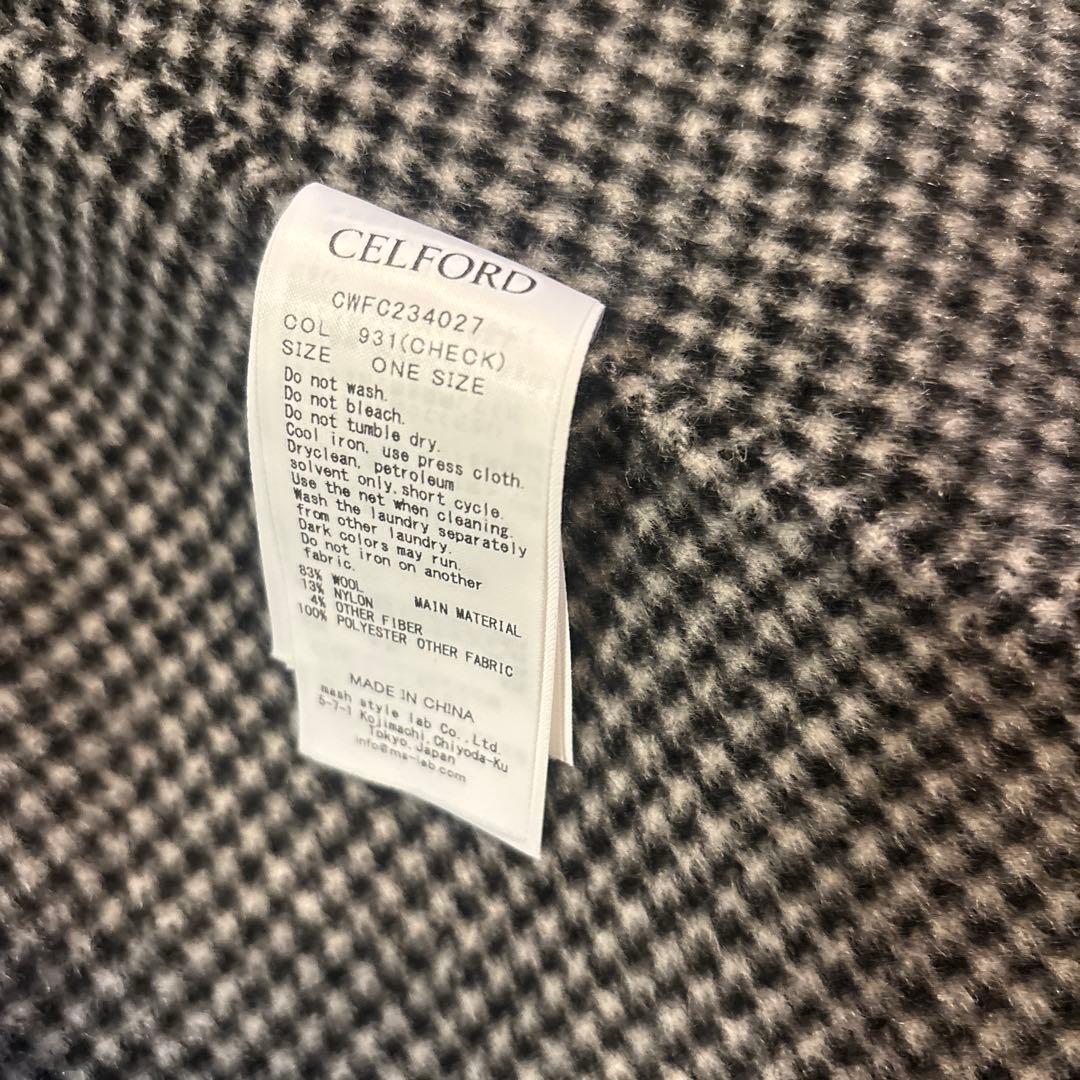 CELFORD
CWFC234027
COL 931(CHECK)
SIZE ONE SIZE
Do not wash.
Do not bleach.
Do not tumble dry.
Cool iron, use press cloth.
Dryclean, petroleum
solvent only,short cycle.
Use the net when cleaning.
Wash the laundry separately
from other laundry.
Dark colors may run.
Do not iron on another
fabric.
83% WOOL
13% NYLON MAIN MATERIAL
4% OTHER FIBER
100% POLYESTER OTHER FABRIC
MADE IN CHINA
mash style lab Co.,Ltd.
5-7-1 Kojimachi,Chiyoda-Ku
Tokyo,Japan
info@ms-lab.com